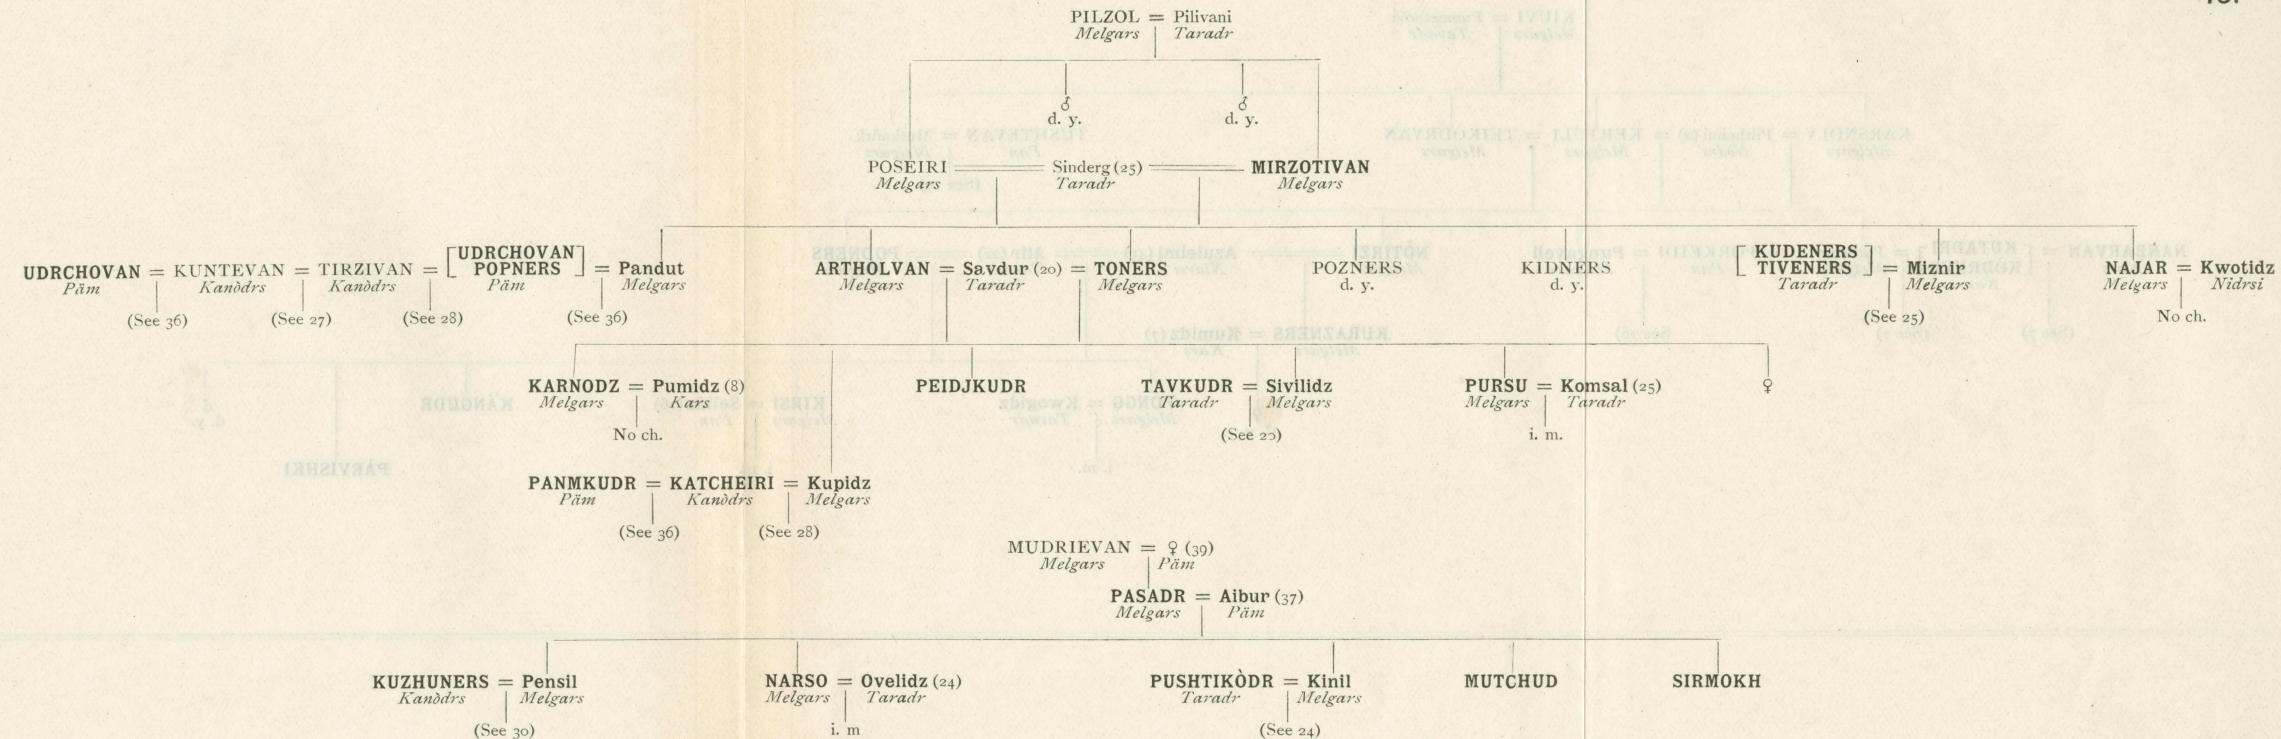 PILZOL = Pilivani
Melgars Taradr
♂ ♂
d. y. d. y.
POSEIRI Sinderg (25) MIRZOTIVAN
Melgars Taradr Melgars
UDRCHOVAN = KUNTEVAN = TIRZIVAN = [UDRCHOVAN POPNERS] = Pandut
Päm Kanòdrs Kanòdrs Päm Melgars
(See 36) (See 27) (See 28) (See 36)
ARTHOLVAN = Savdur (20) = TONERS
Melgars Taradr Melgars
POZNERS
d. y.
KIDNERS
d. y.
[KUDENERS TIVENERS] = Miznir
Taradr Melgars
(See 25)
NAJAR = Kwotidz
Melgars Nidrsi
No ch.
KARNODZ = Pumidz (8)
Melgars Kars
No ch.
PEIDJKUDR
TAVKUDR = Sivilidz
Taradr Melgars
(See 20)
PURSU = Komsal (25)
Melgars Taradr
i. m.
♀
PANMKUDR = KATCHEIRI = Kupidz
Päm Kanòdrs Melgars
(See 36) (See 28)
MUDRIEVAN = ♀ (39)
Melgars Päm
PASADR = Aibur (37)
Melgars Päm
KUZHUNERS = Pensil
Kanòdrs Melgars
(See 30)
NARSO = Ovelidz (24)
Melgars Taradr
i. m
PUSHTIKÒDR = Kinil
Taradr Melgars
(See 24)
MUTCHUD
SIRMOKH